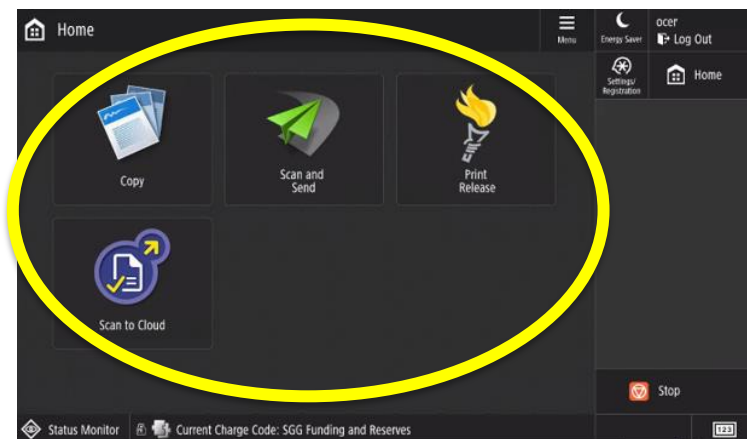 Home
Menu
Energy Saver
ocer
Log Out
Settings/
Registration
Home
Copy
Scan and
Send
Print
Release
Scan to Cloud
Stop
Status Monitor
Current Charge Code: SGG Funding and Reserves
123